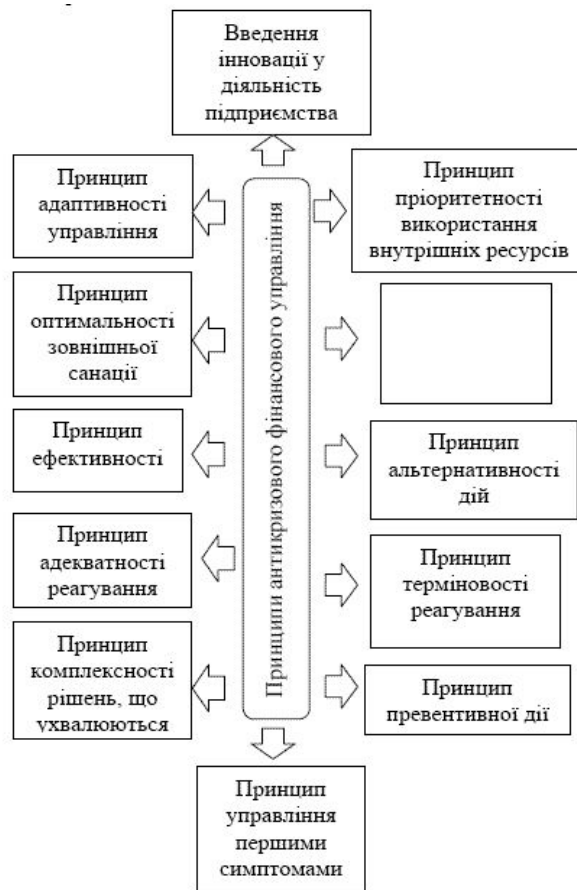 Введення
інновації у
діяльність
підприємства
Принцип
адаптивності
управління
Принцип
пріоритетності
використання
внутрішніх ресурсів
Принцип
оптимальності
зовнішньої
санації
Принцип
ефективності
Принцип
альтернативності
дій
Принцип
адекватності
реагування
Принцип
терміновості
реагування
Принцип
комплексності
рішень, що
ухвалюються
Принцип
превентивної дії
Принципи антикризового фінансового управління
Принцип
управління
першими
симптомами